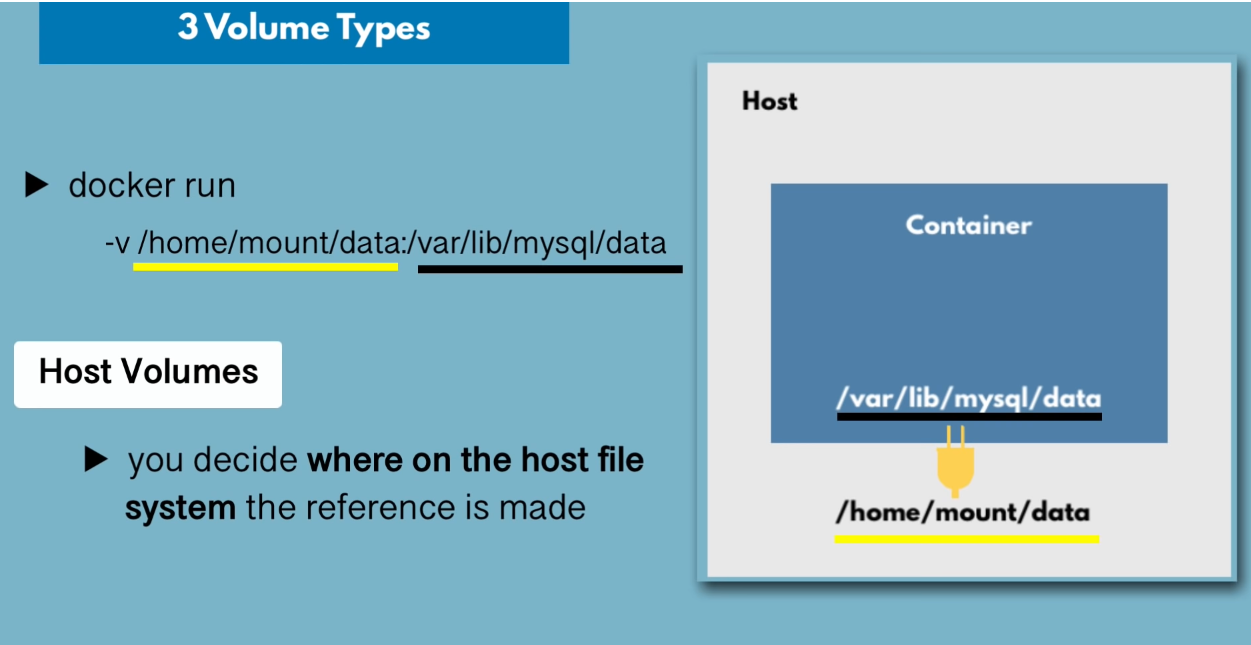 3 Volume Types
▶ docker run
-v /home/mount/data:/var/lib/mysql/data
Host Volumes
▶ you decide where on the host file
system the reference is made
Host
Container
/var/lib/mysql/data
/home/mount/data